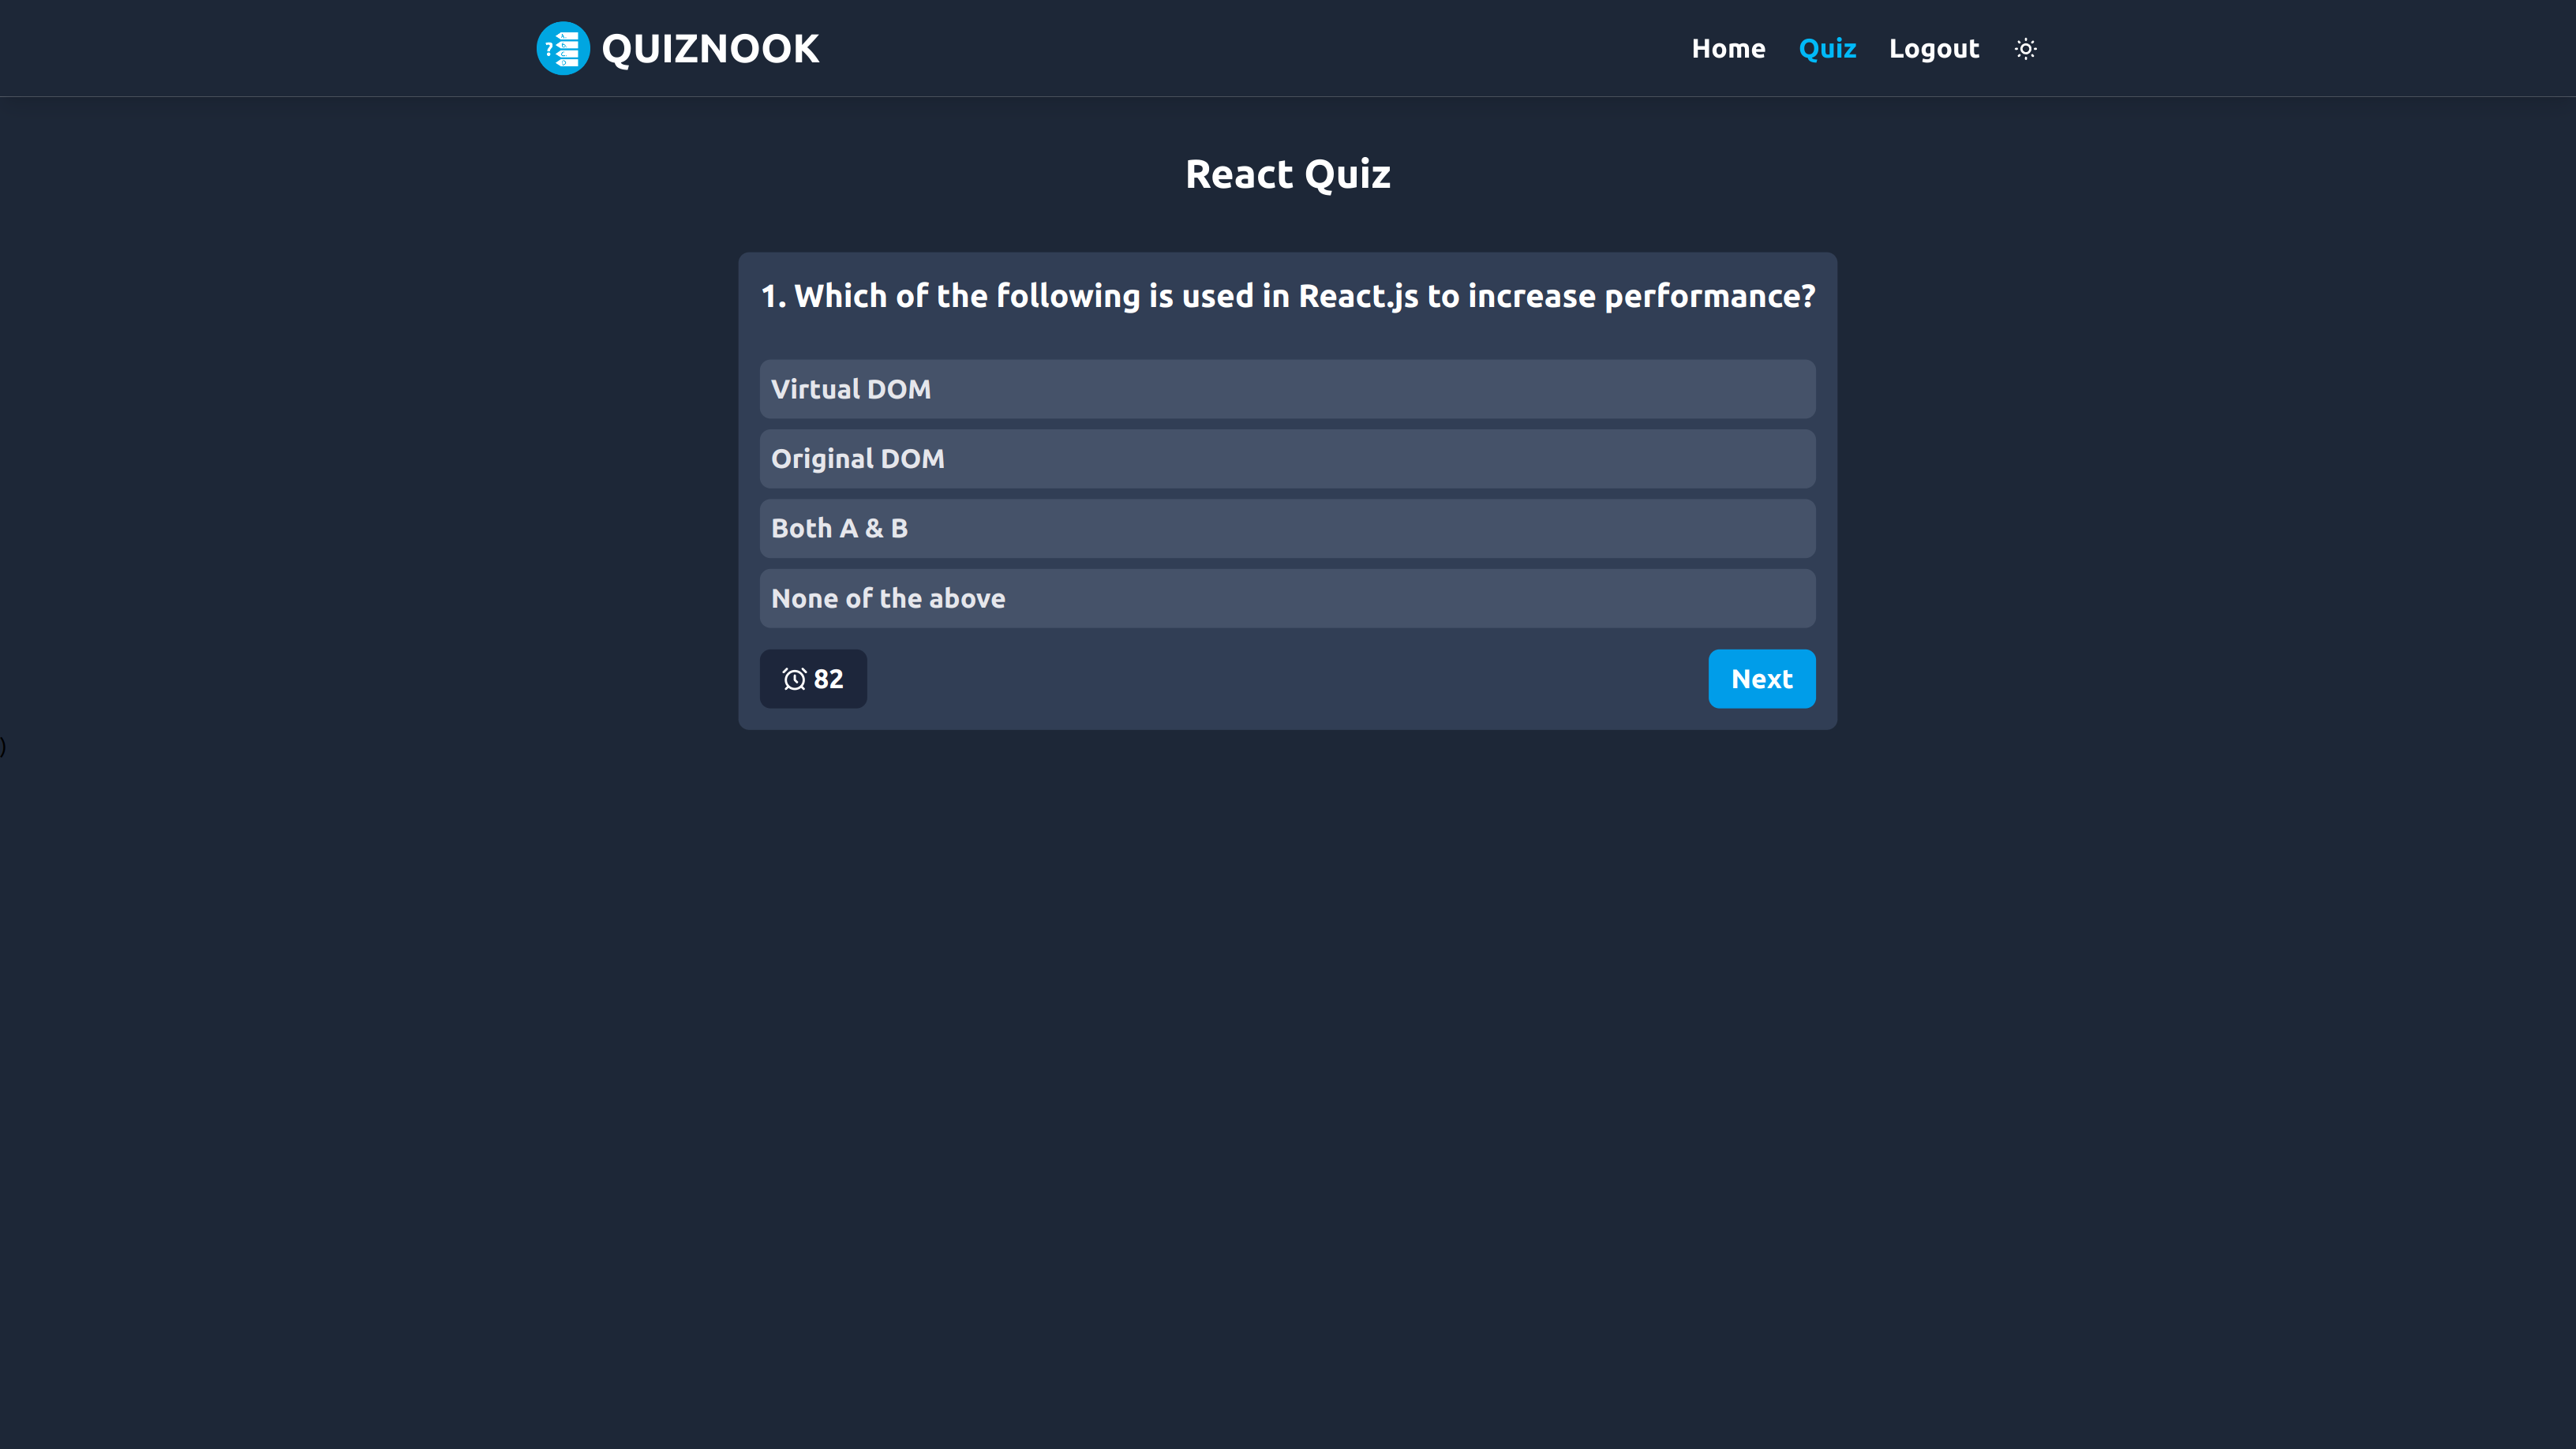 QUIZNOOK
Home Quiz Logout
React Quiz
1. Which of the following is used in React.js to increase performance?
Virtual DOM
Original DOM
Both A & B
None of the above
82
Next
)